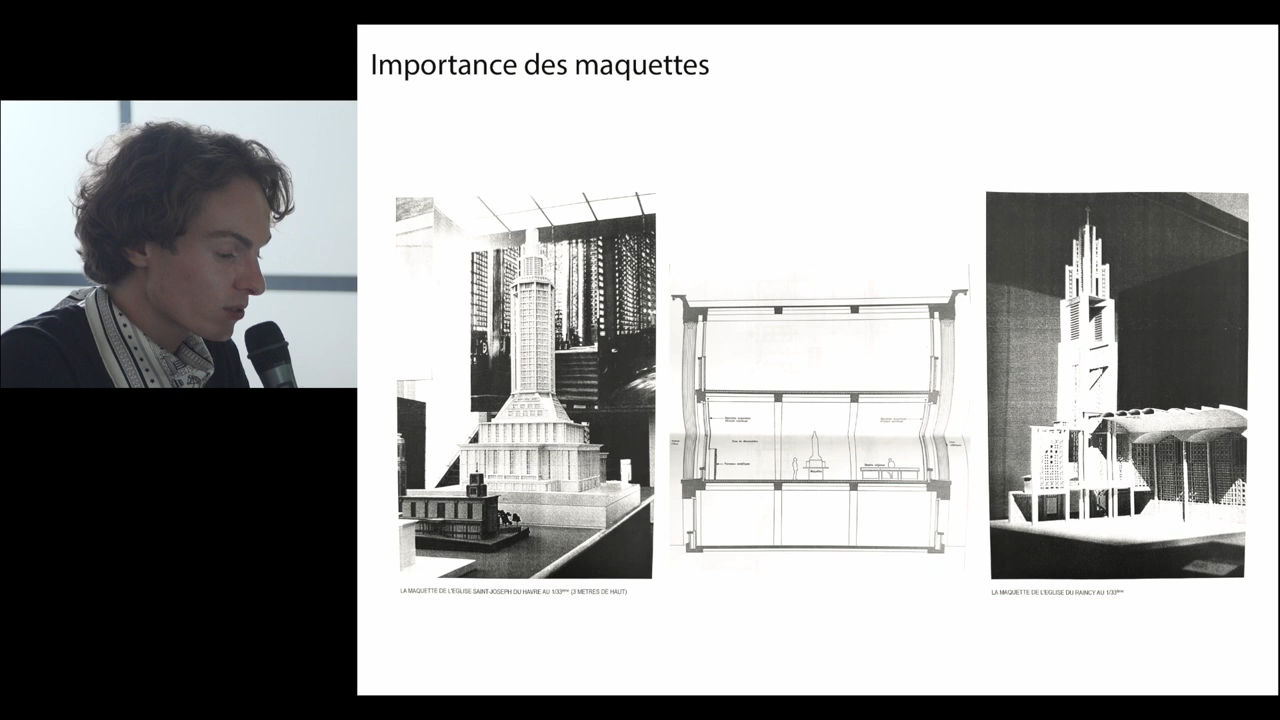 Importance des maquettes
LA MAQUETTE DE L'EGLISE SAINT-JOSEPH DU HAVRE AU 1/33ème (3 METRES DE HAUT)
LA MAQUETTE DE L'EGLISE DU RAINCY AU 1/33ème